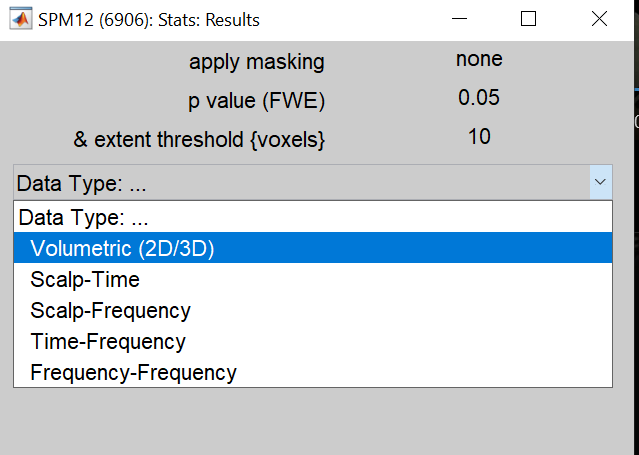 SPM12 (6906): Stats: Results
apply masking none
p value (FWE) 0.05
& extent threshold {voxels} 10
Data Type: ...
Data Type: ...
Volumetric (2D/3D)
Scalp-Time
Scalp-Frequency
Time-Frequency
Frequency-Frequency